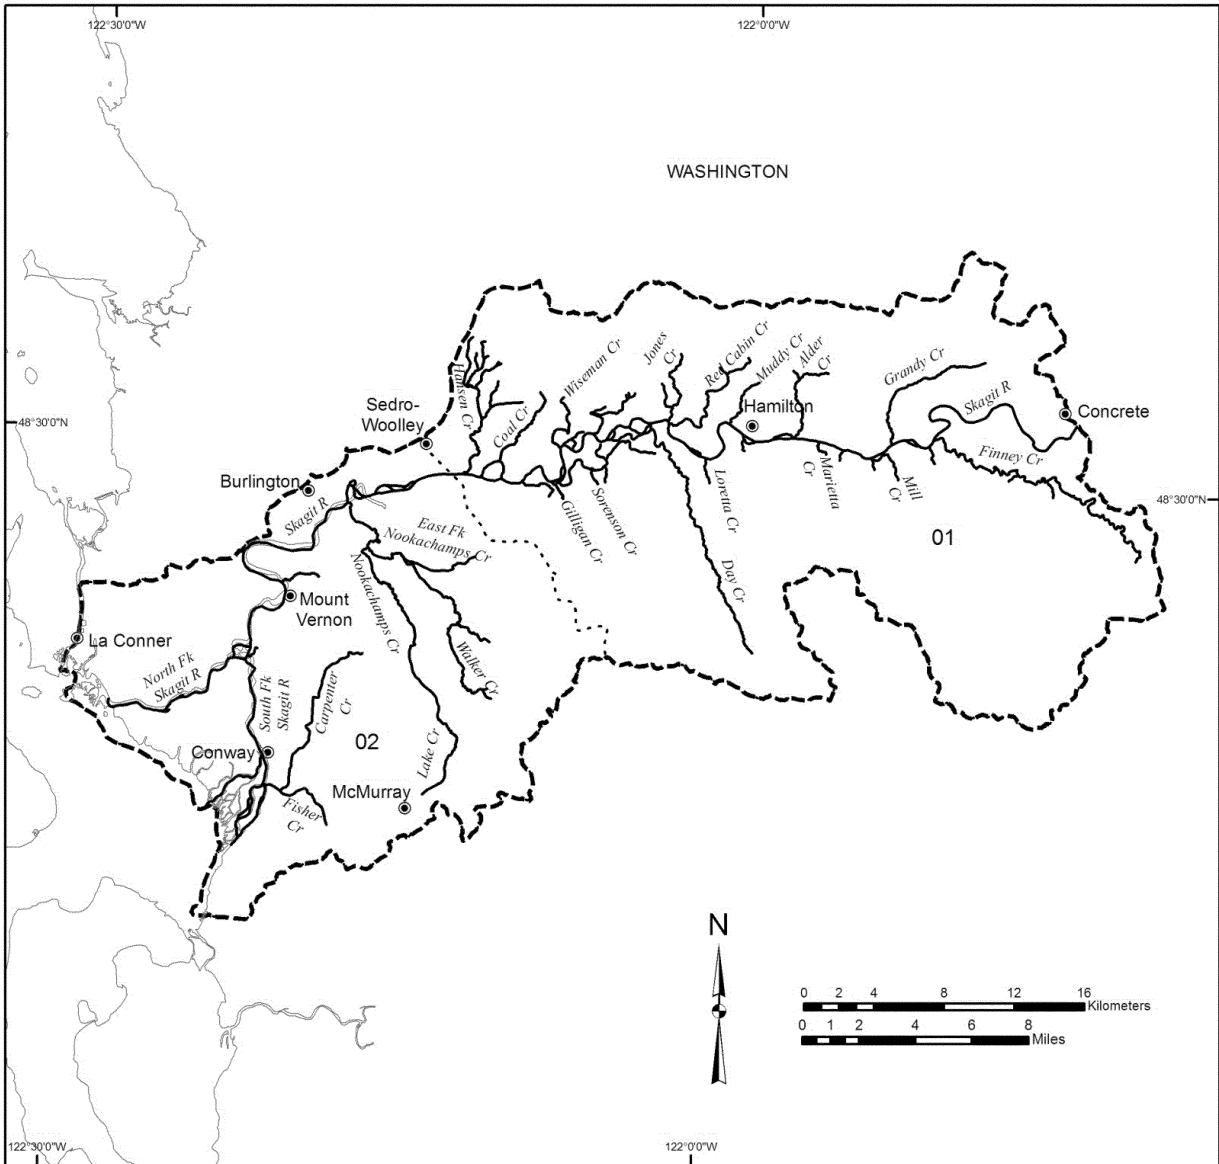 122°30'0"W
122°0'0"W
WASHINGTON
Hansen Cr
Coal Cr
Wiseman Cr
Jones
Cr
Red Cabin Cr
Muddy Cr
Alder
Cr
Grandy Cr
Skagit R
Concrete
Hamilton
Sedro-
Woolley
48°30'0"N
Burlington
Skagit R
East Fk
Nookachamps Cr
Gilligan Cr
Sorenson Cr
Loretta Cr
Marietta
Cr
Mill
Cr
Finney Cr
48°30'0"N
01
Day Cr
Nookachamps Cr
Mount
Vernon
La Conner
North Fk
Skagit R
South Fk
Skagit R
Carpenter
Cr
Walker Cr
02
Lake Cr
Conway
McMurray
Fisher
Cr
N
0 2 4 8 12 16
Kilometers
0 1 2 4 6 8
Miles
122°30'0"W
122°0'0"W